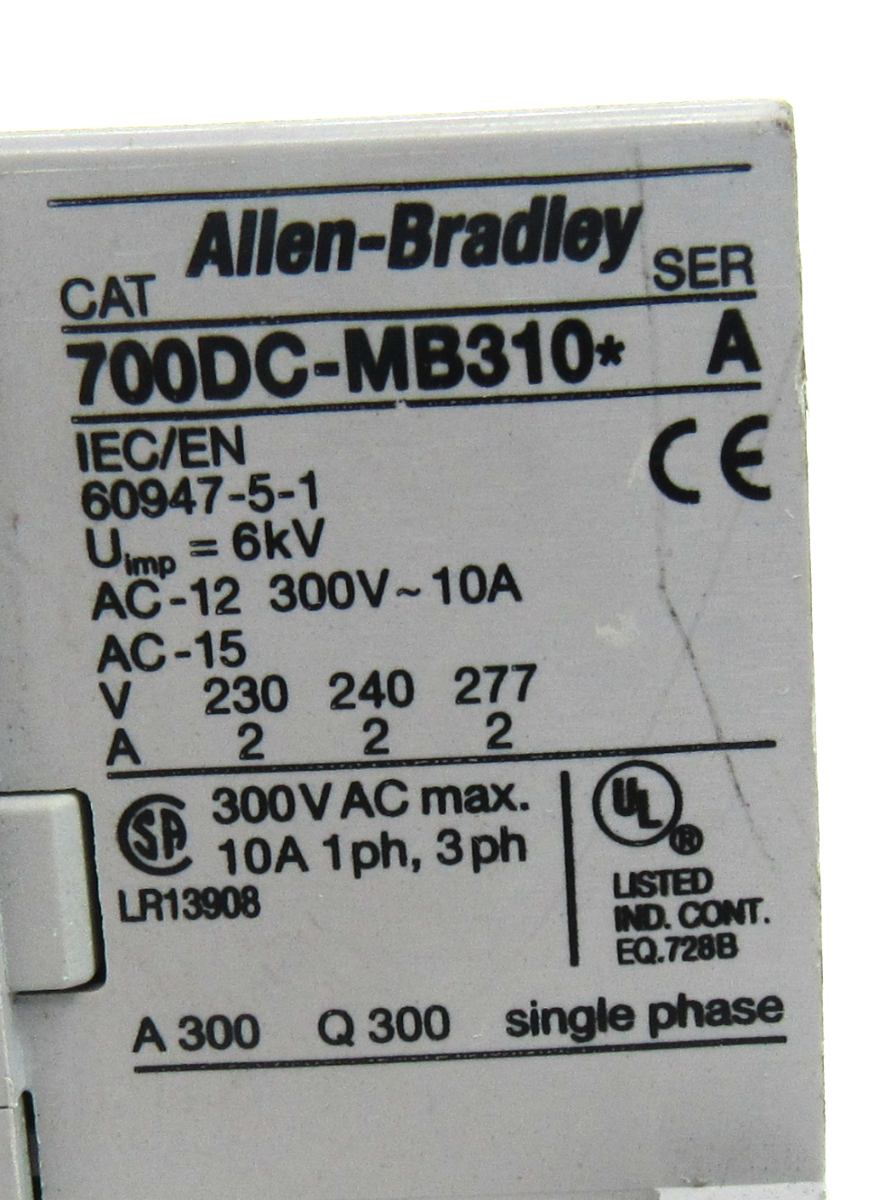 Allen-Bradley
CAT SER
700DC-MB310* A
IEC/EN
60947-5-1
CE
Uimp = 6kV
AC-12 300V~10A
AC-15
V 230 240 277
A 2 2 2
SA 300V AC max.
10A 1ph, 3ph
LR13908
UL ®
LISTED
IND. CONT.
EQ.728B
A 300 Q 300 single phase